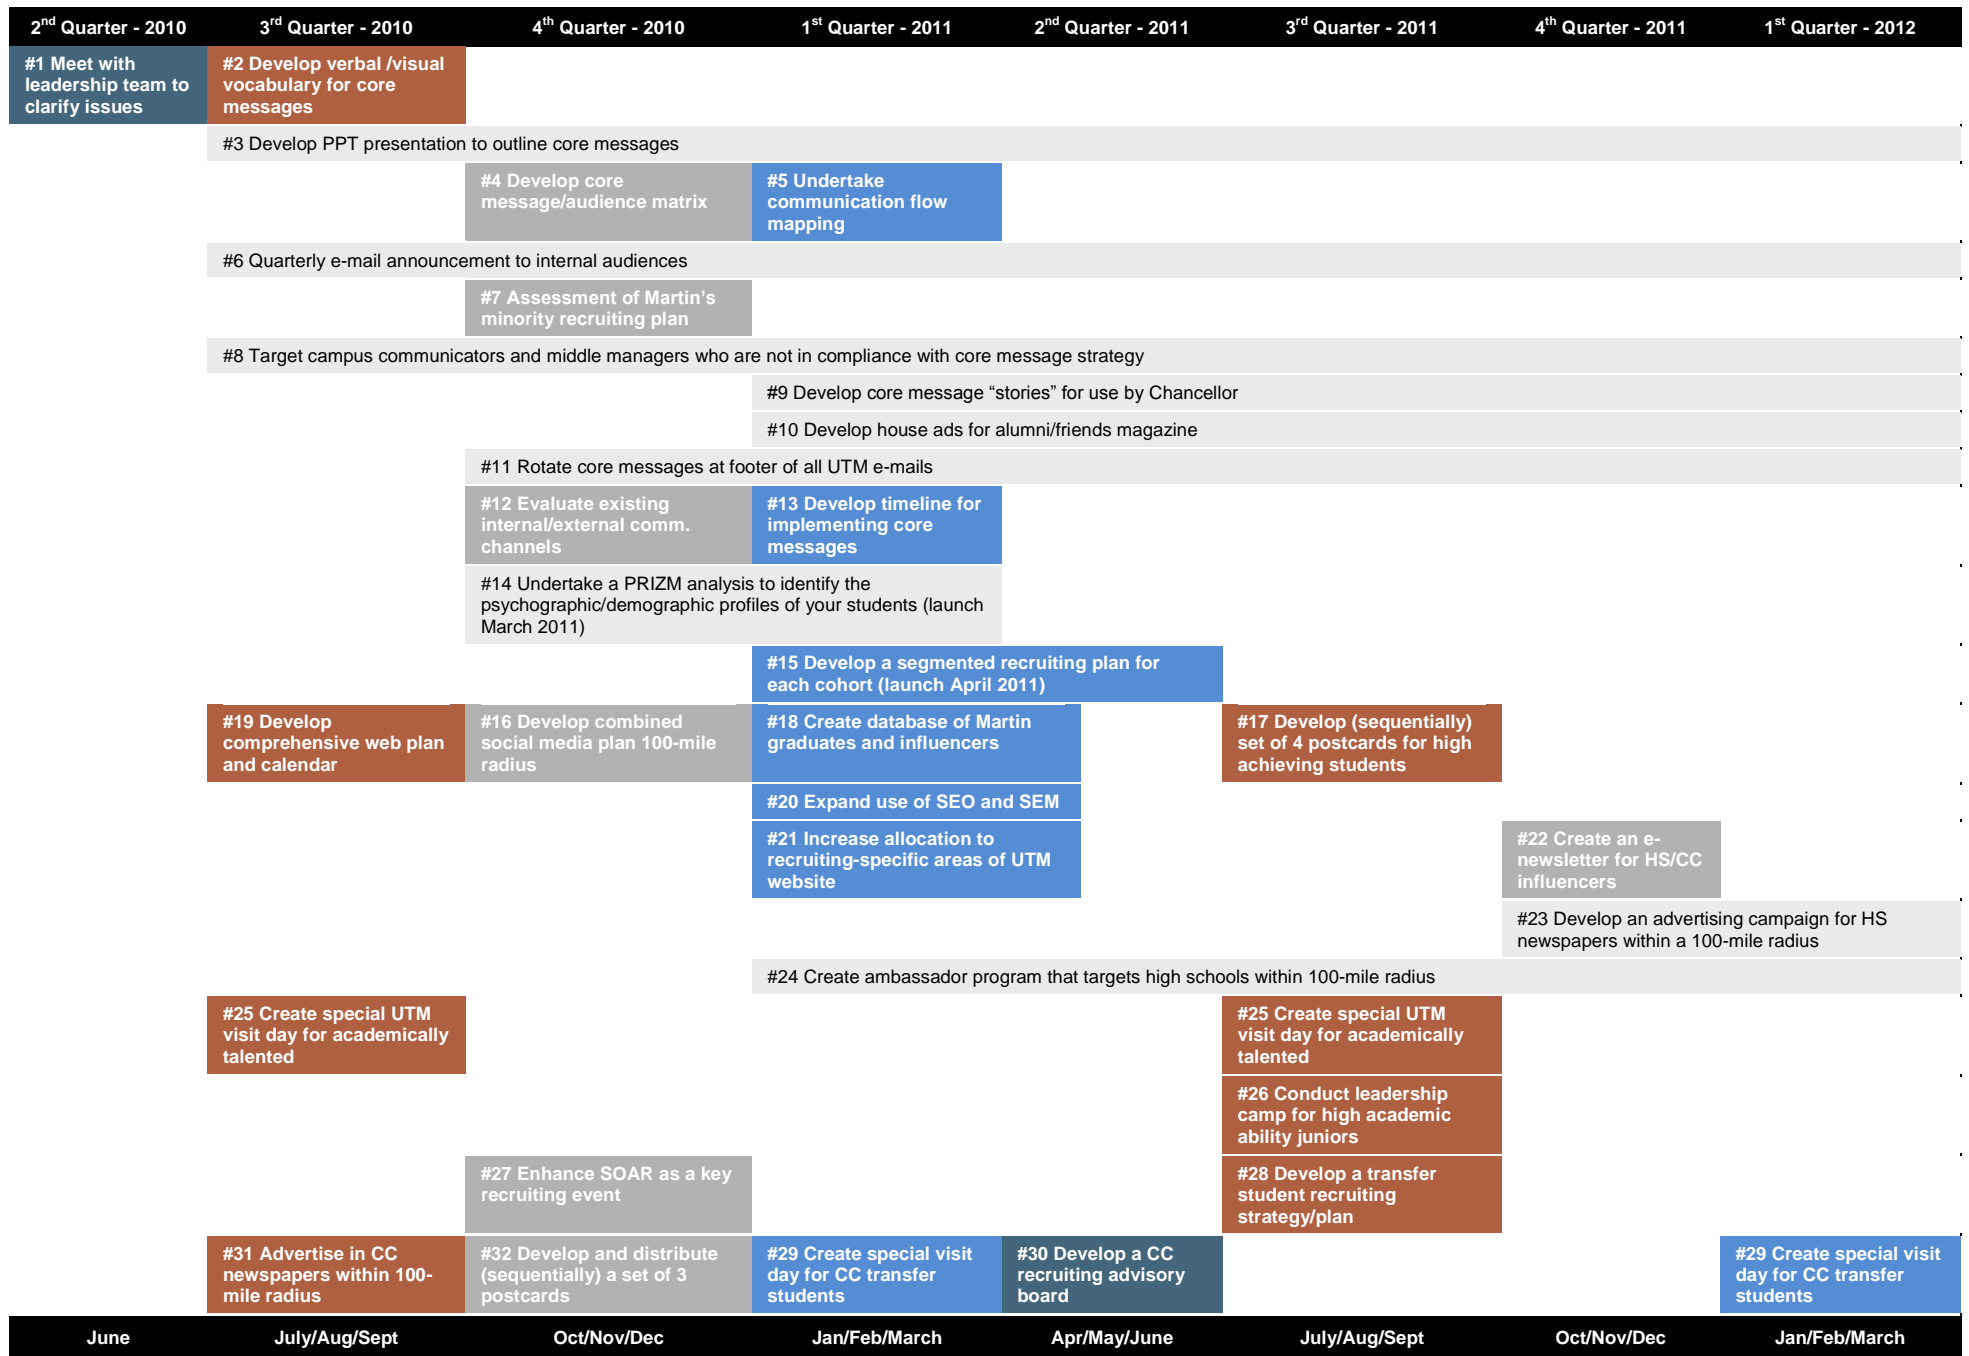 2nd Quarter - 2010 3rd Quarter - 2010 4th Quarter - 2010 1st Quarter - 2011 2nd Quarter - 2011 3rd Quarter - 2011 4th Quarter - 2011 1st Quarter - 2012
#1 Meet with
leadership team to
clarify issues
#2 Develop verbal /visual
vocabulary for core
messages
#3 Develop PPT presentation to outline core messages
#4 Develop core
message/audience matrix
#5 Undertake
communication flow
mapping
#6 Quarterly e-mail announcement to internal audiences
#7 Assessment of Martin’s
minority recruiting plan
#8 Target campus communicators and middle managers who are not in compliance with core message strategy
#9 Develop core message “stories” for use by Chancellor
#10 Develop house ads for alumni/friends magazine
#11 Rotate core messages at footer of all UTM e-mails
#12 Evaluate existing
internal/external comm.
channels
#13 Develop timeline for
implementing core
messages
#14 Undertake a PRIZM analysis to identify the
psychographic/demographic profiles of your students (launch
March 2011)
#15 Develop a segmented recruiting plan for
each cohort (launch April 2011)
#19 Develop
comprehensive web plan
and calendar
#16 Develop combined
social media plan 100-mile
radius
#18 Create database of Martin
graduates and influencers
#17 Develop (sequentially)
set of 4 postcards for high
achieving students
#20 Expand use of SEO and SEM
#21 Increase allocation to
recruiting-specific areas of UTM
website
#22 Create an e-
newsletter for HS/CC
influencers
#23 Develop an advertising campaign for HS
newspapers within a 100-mile radius
#24 Create ambassador program that targets high schools within 100-mile radius
#25 Create special UTM
visit day for academically
talented
#25 Create special UTM
visit day for academically
talented
#26 Conduct leadership
camp for high academic
ability juniors
#27 Enhance SOAR as a key
recruiting event
#28 Develop a transfer
student recruiting
strategy/plan
#31 Advertise in CC
newspapers within 100-
mile radius
#32 Develop and distribute
(sequentially) a set of 3
postcards
#29 Create special visit
day for CC transfer
students
#30 Develop a CC
recruiting advisory
board
#29 Create special visit
day for CC transfer
students
June July/Aug/Sept Oct/Nov/Dec Jan/Feb/March Apr/May/June July/Aug/Sept Oct/Nov/Dec Jan/Feb/March